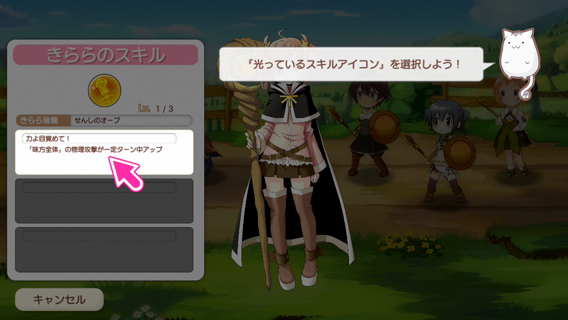 きららのスキル
「光っているスキルアイコン」を選択しよう！
Lv. 1 / 3
きらら装備 せんしのオーブ
力よ目覚めて！
「味方全体」の物理攻撃が一定ターン中アップ
キャンセル